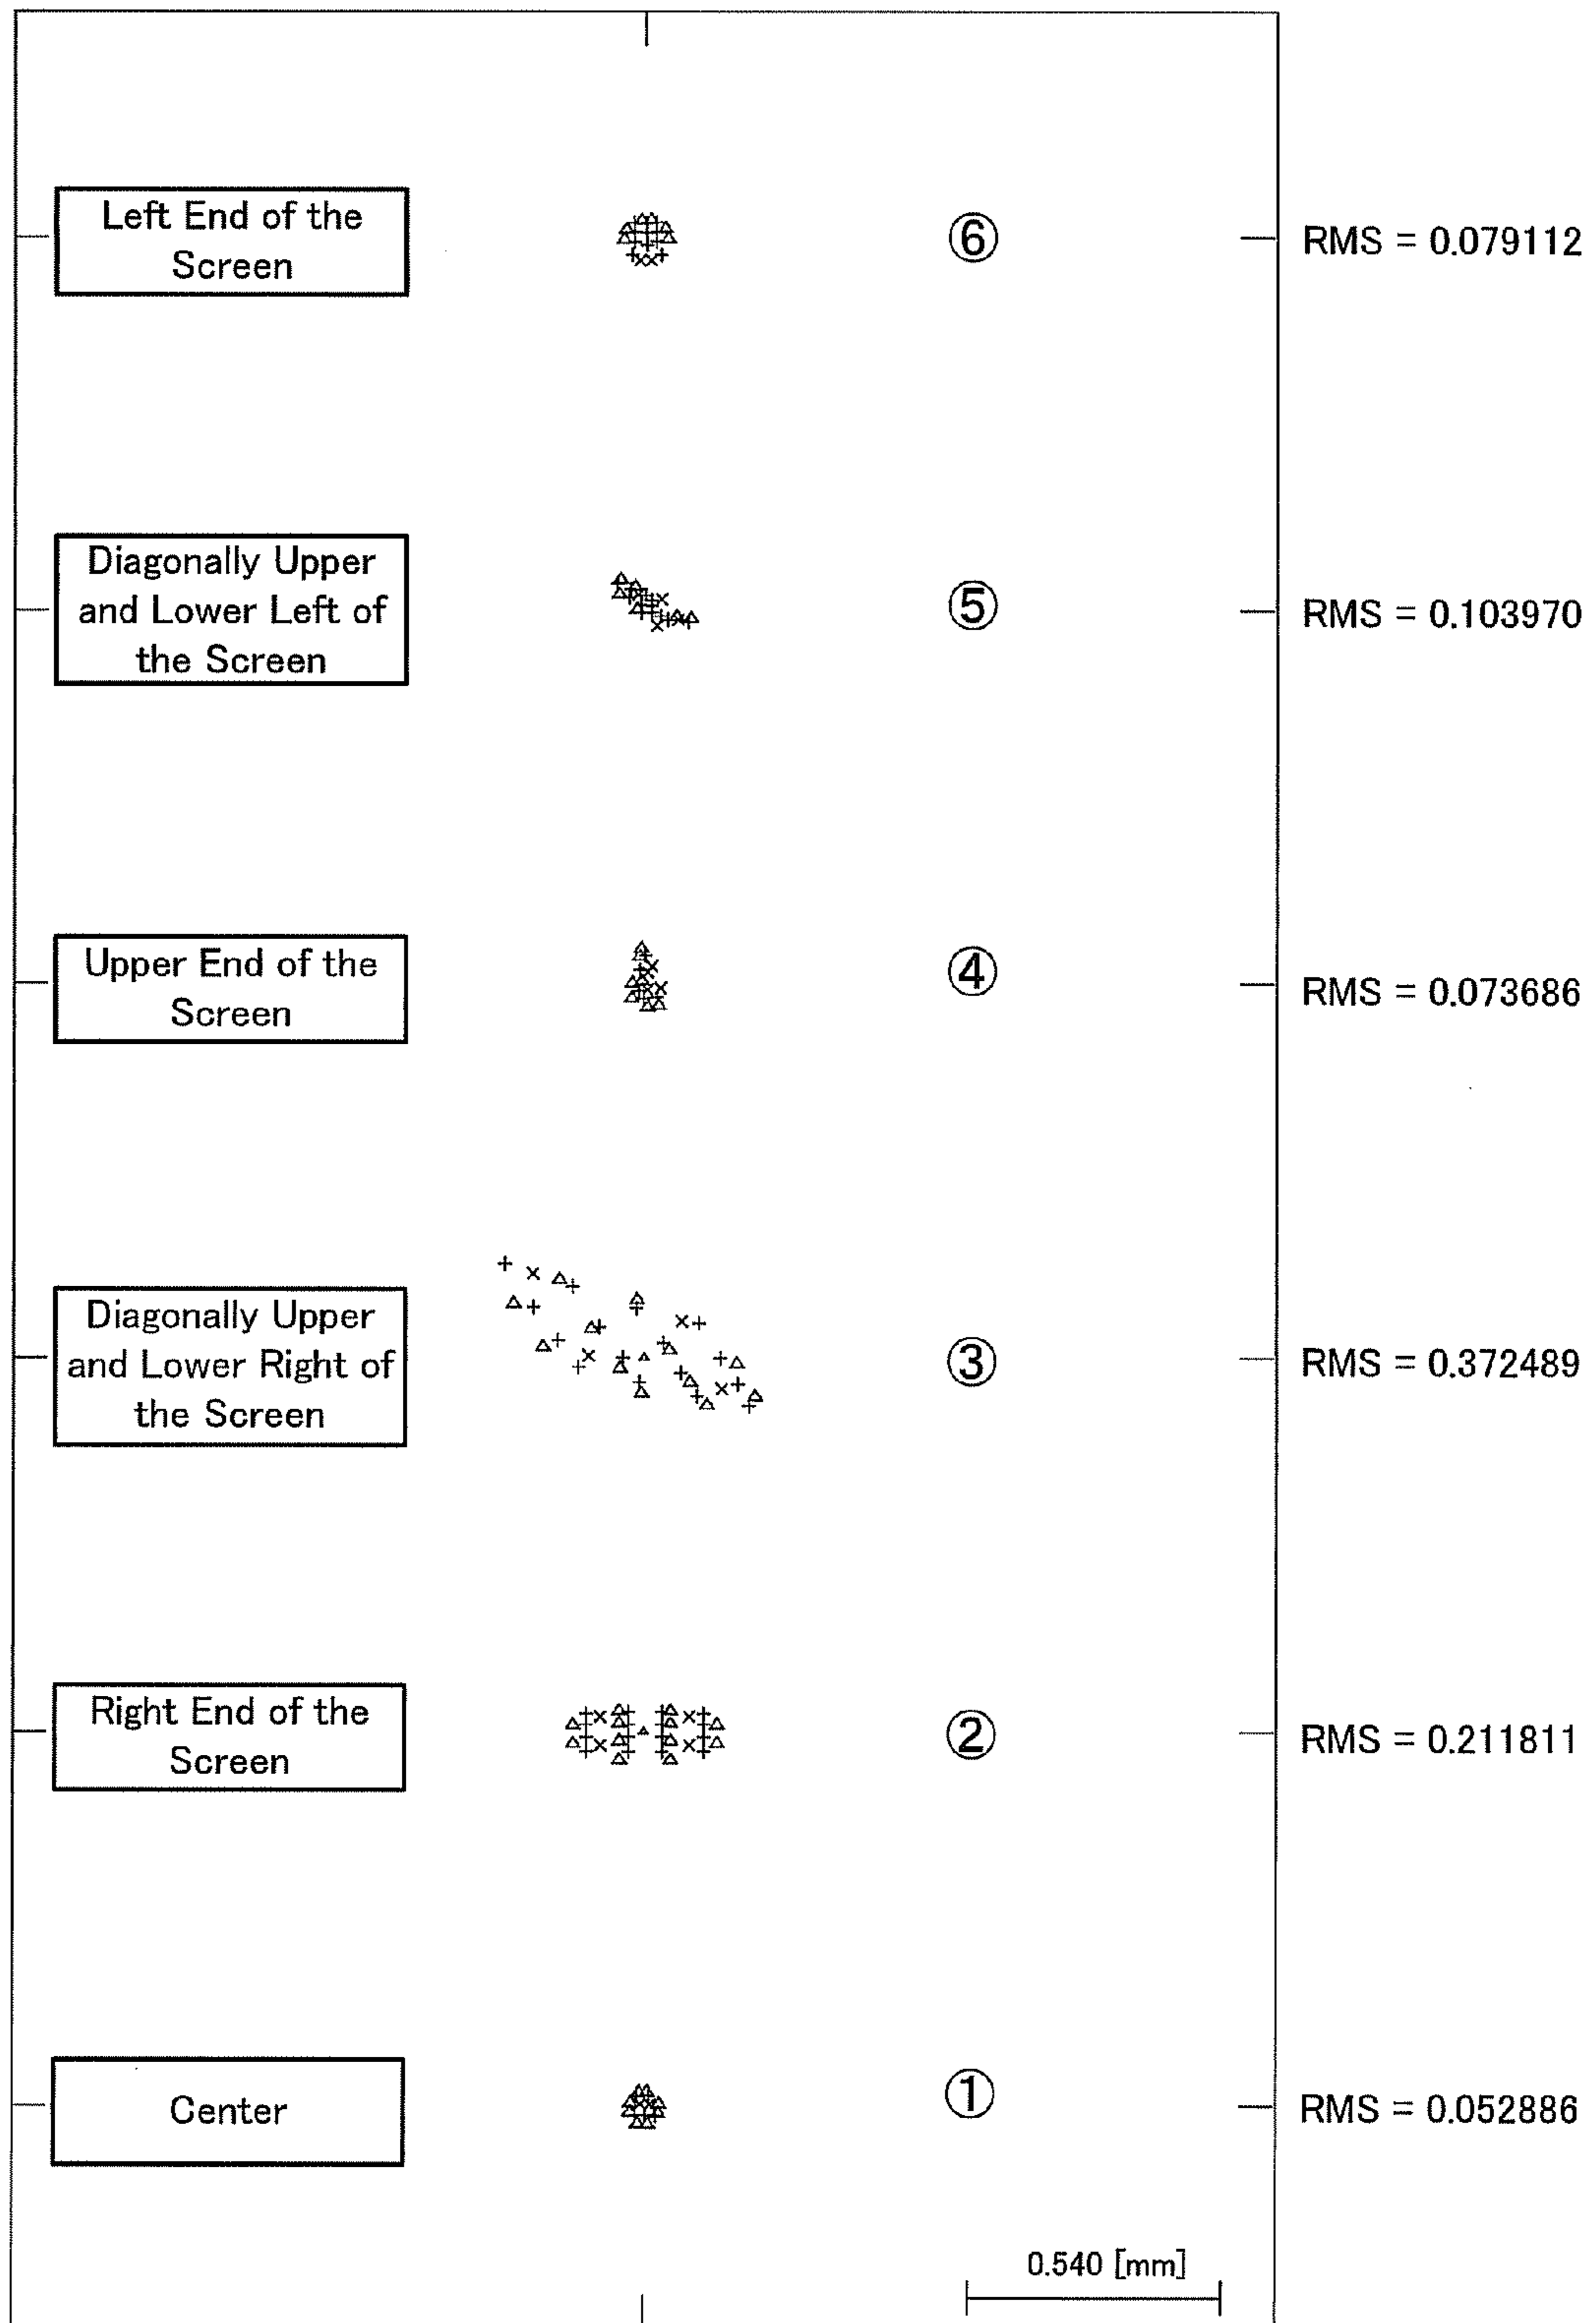 Left End of the
Screen
⑥
RMS = 0.079112
Diagonally Upper
and Lower Left of
the Screen
⑤
RMS = 0.103970
Upper End of the
Screen
④
RMS = 0.073686
Diagonally Upper
and Lower Right of
the Screen
③
RMS = 0.372489
Right End of the
Screen
②
RMS = 0.211811
Center
①
RMS = 0.052886
0.540 [mm]